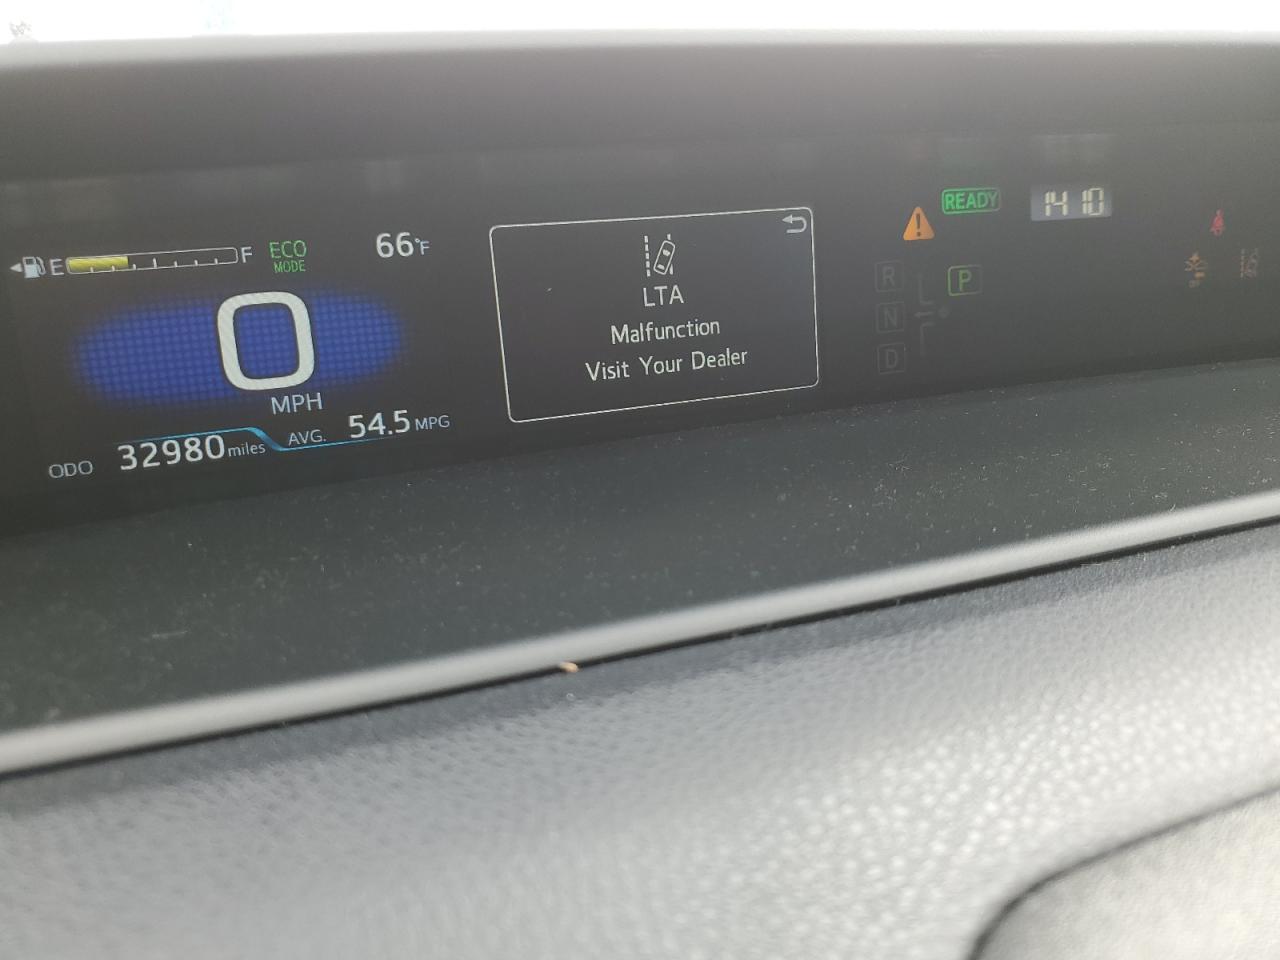 E F
ECO
MODE
66°F
0
MPH
ODO 32980 miles
AVG. 54.5 MPG
LTA
Malfunction
Visit Your Dealer
READY
14 10
R
P
N
D